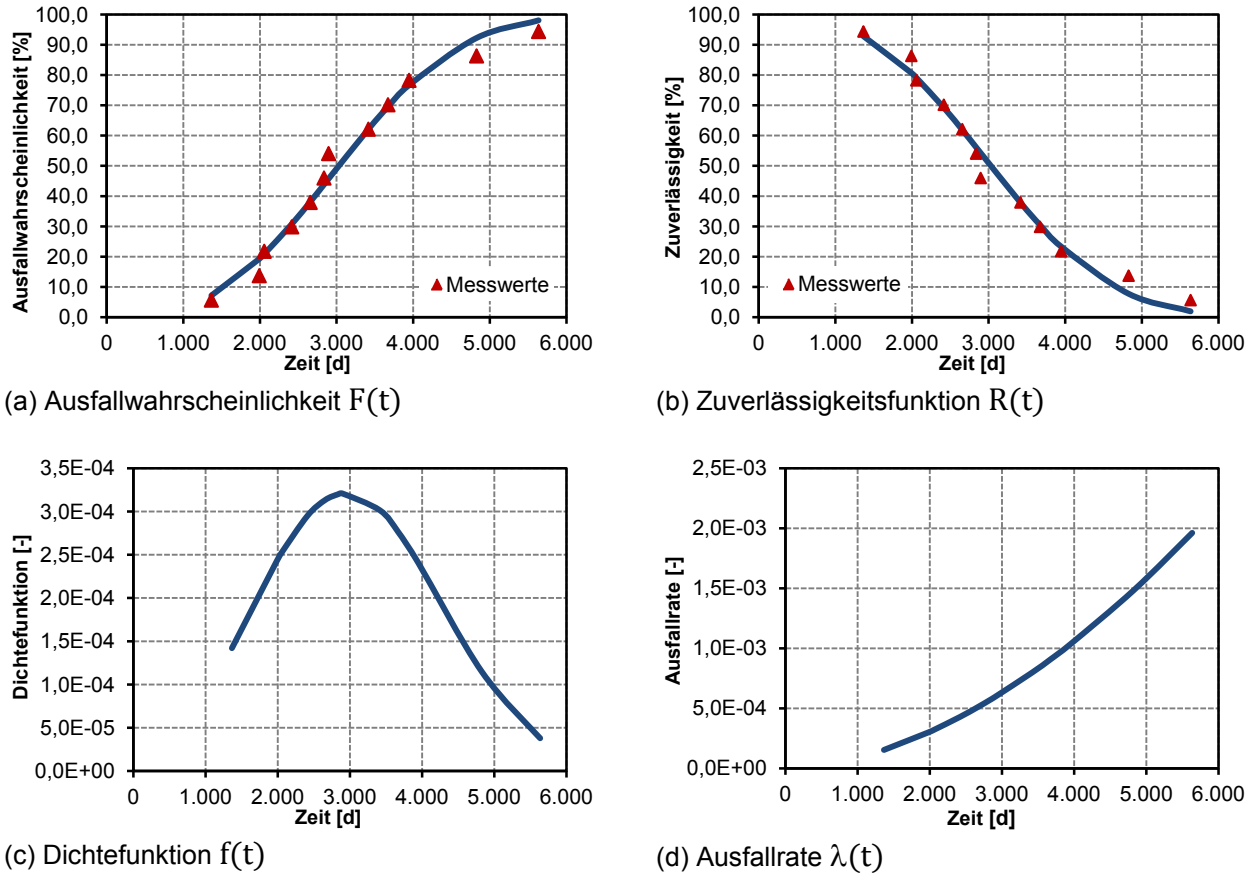 Ausfallwahrscheinlichkeit [%]
100,0
90,0
80,0
70,0
60,0
50,0
40,0
30,0
20,0
10,0
0,0
Messwerte
0 1.000 2.000 3.000 4.000 5.000 6.000
Zeit [d]
(a) Ausfallwahrscheinlichkeit F(t)
Zuverlässigkeit [%]
100,0
90,0
80,0
70,0
60,0
50,0
40,0
30,0
20,0
10,0
0,0
Messwerte
0 1.000 2.000 3.000 4.000 5.000 6.000
Zeit [d]
(b) Zuverlässigkeitsfunktion R(t)
Dichtefunktion [-]
3,5E-04
3,0E-04
2,5E-04
2,0E-04
1,5E-04
1,0E-04
5,0E-05
0,0E+00
0 1.000 2.000 3.000 4.000 5.000 6.000
Zeit [d]
(c) Dichtefunktion f(t)
Ausfallrate [-]
2,5E-03
2,0E-03
1,5E-03
1,0E-03
5,0E-04
0,0E+00
0 1.000 2.000 3.000 4.000 5.000 6.000
Zeit [d]
(d) Ausfallrate λ(t)